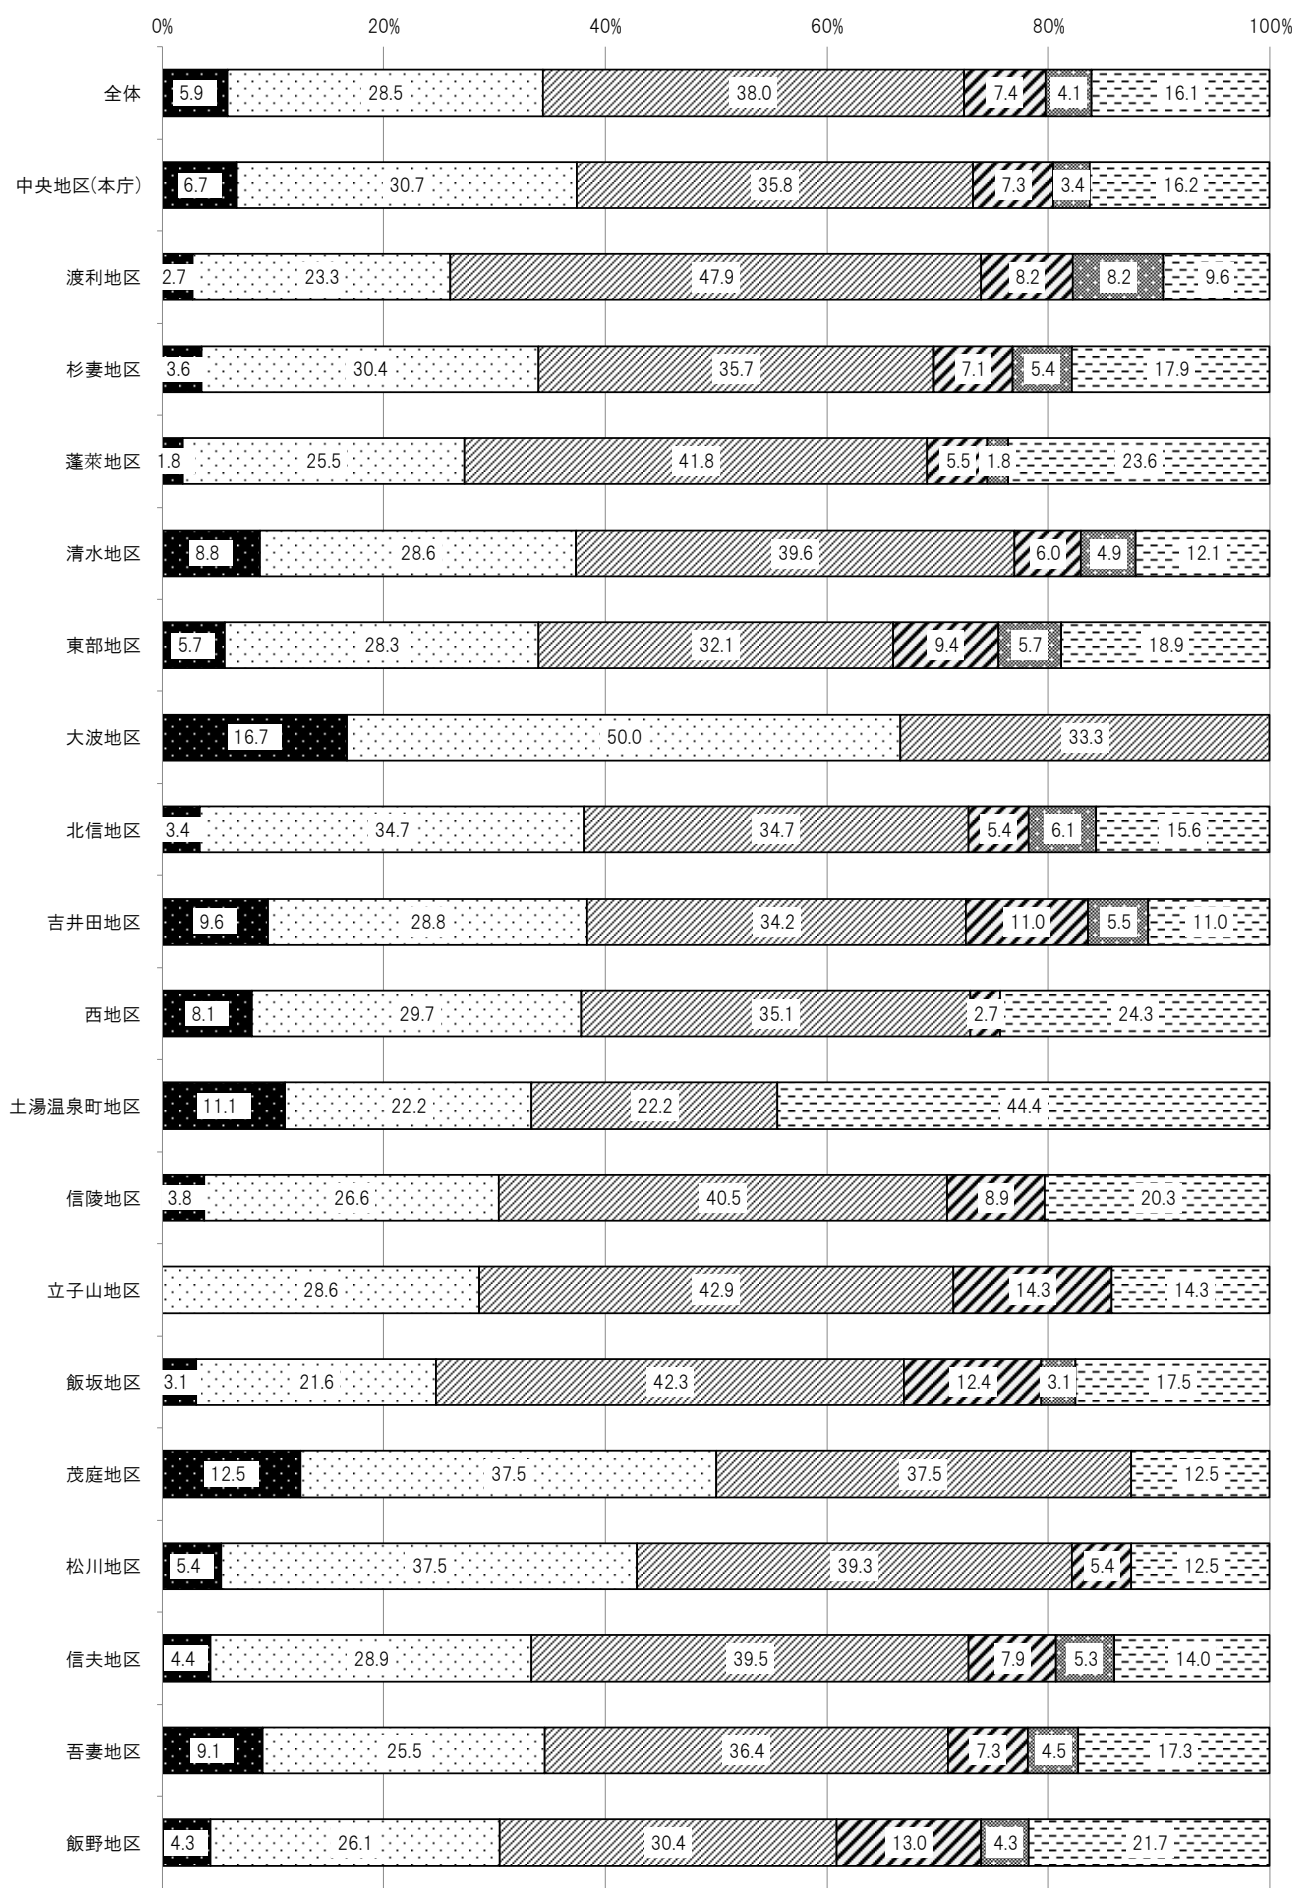 0% 20% 40% 60% 80% 100%
全体 5.9 28.5 38.0 7.4 4.1 16.1
中央地区(本庁) 6.7 30.7 35.8 7.3 3.4 16.2
渡利地区 2.7 23.3 47.9 8.2 8.2 9.6
杉妻地区 3.6 30.4 35.7 7.1 5.4 17.9
蓬莱地区 1.8 25.5 41.8 5.5 1.8 23.6
清水地区 8.8 28.6 39.6 6.0 4.9 12.1
東部地区 5.7 28.3 32.1 9.4 5.7 18.9
大波地区 16.7 50.0 33.3
北信地区 3.4 34.7 34.7 5.4 6.1 15.6
吉井田地区 9.6 28.8 34.2 11.0 5.5 11.0
西地区 8.1 29.7 35.1 2.7 24.3
土湯温泉町地区 11.1 22.2 22.2 44.4
信陵地区 3.8 26.6 40.5 8.9 20.3
立子山地区 28.6 42.9 14.3 14.3
飯坂地区 3.1 21.6 42.3 12.4 3.1 17.5
茂庭地区 12.5 37.5 37.5 12.5
松川地区 5.4 37.5 39.3 5.4 12.5
信夫地区 4.4 28.9 39.5 7.9 5.3 14.0
吾妻地区 9.1 25.5 36.4 7.3 4.5 17.3
飯野地区 4.3 26.1 30.4 13.0 4.3 21.7